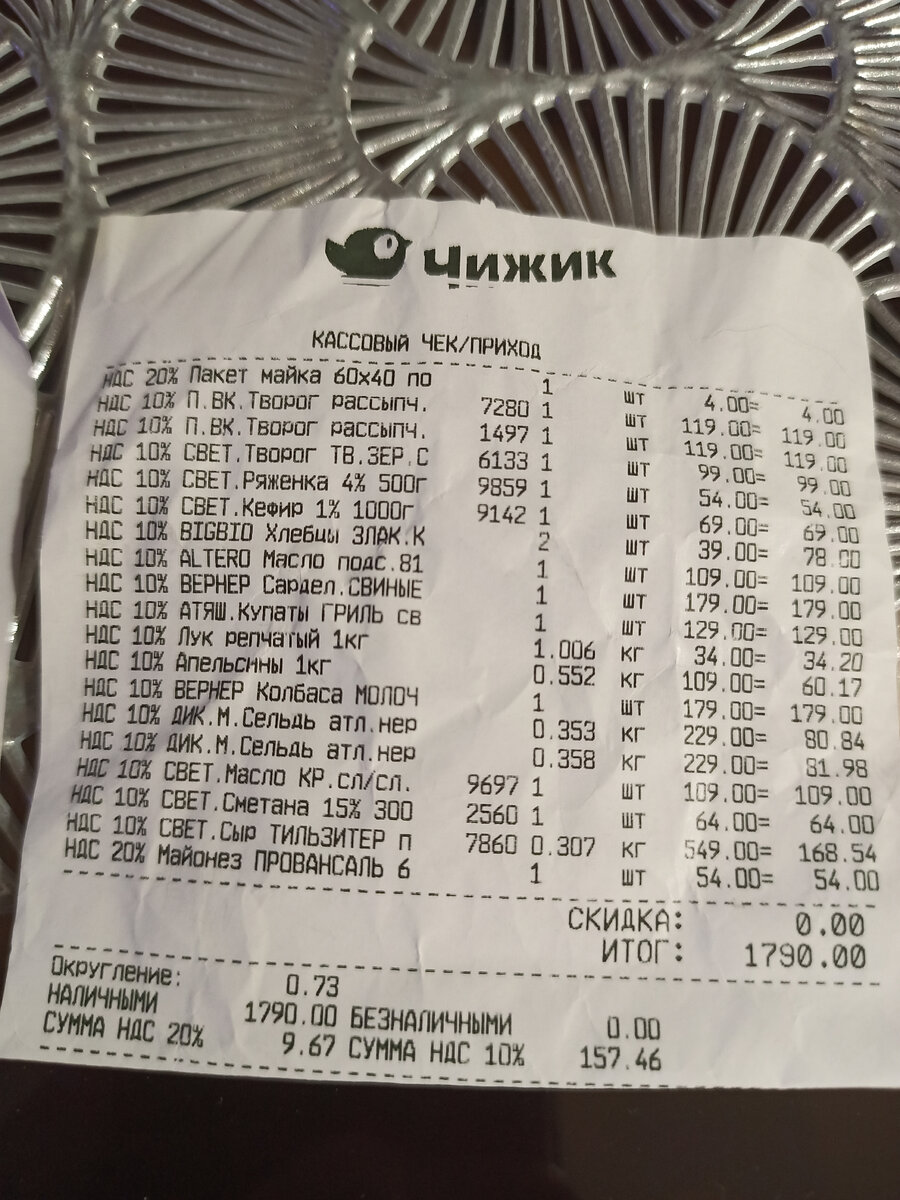 Чижик
КАССОВЫЙ ЧЕК/ПРИХОД
НДС 20% Пакет майка 60х40 по 1 шт 4.00= 4.00
НДС 10% П.ВК.Творог рассыпч. 7280 1 шт 119.00= 119.00
НДС 10% П.ВК.Творог рассыпч. 1497 1 шт 119.00= 119.00
НДС 10% СВЕТ.Творог ТВ.ЗЕР.С 6133 1 шт 99.00= 99.00
НДС 10% СВЕТ.Ряженка 4% 500г 9859 1 шт 54.00= 54.00
НДС 10% СВЕТ.Кефир 1% 1000г 9142 1 шт 69.00= 69.00
НДС 10% BIGBIO Хлебцы ЗЛАК.К 2 шт 39.00= 78.00
НДС 10% ALTERO Масло подс.81 1 шт 109.00= 109.00
НДС 10% ВЕРНЕР Сардел.СВИНЫЕ 1 шт 179.00= 179.00
НДС 10% АТЯШ.Купаты ГРИЛЬ св 1 шт 129.00= 129.00
НДС 10% Лук репчатый 1кг 1.006 кг 34.00= 34.20
НДС 10% Апельсины 1кг 0.552 кг 109.00= 60.17
НДС 10% ВЕРНЕР Колбаса МОЛОЧ 1 шт 179.00= 179.00
НДС 10% ДИК.М.Сельдь атл.нер 0.353 кг 229.00= 80.84
НДС 10% ДИК.М.Сельдь атл.нер 0.358 кг 229.00= 81.98
НДС 10% СВЕТ.Масло КР.сл/сл. 9697 1 шт 109.00= 109.00
НДС 10% СВЕТ.Сметана 15% 300 2560 1 шт 64.00= 64.00
НДС 10% СВЕТ.Сыр ТИЛЬЗИТЕР п 7860 0.307 кг 549.00= 168.54
НДС 20% Майонез ПРОВАНСАЛЬ 6 1 шт 54.00= 54.00
СКИДКА: 0.00
ИТОГ: 1790.00
Округление: 0.73
НАЛИЧНЫМИ 1790.00 БЕЗНАЛИЧНЫМИ 0.00
СУММА НДС 20% 9.67 СУММА НДС 10% 157.46